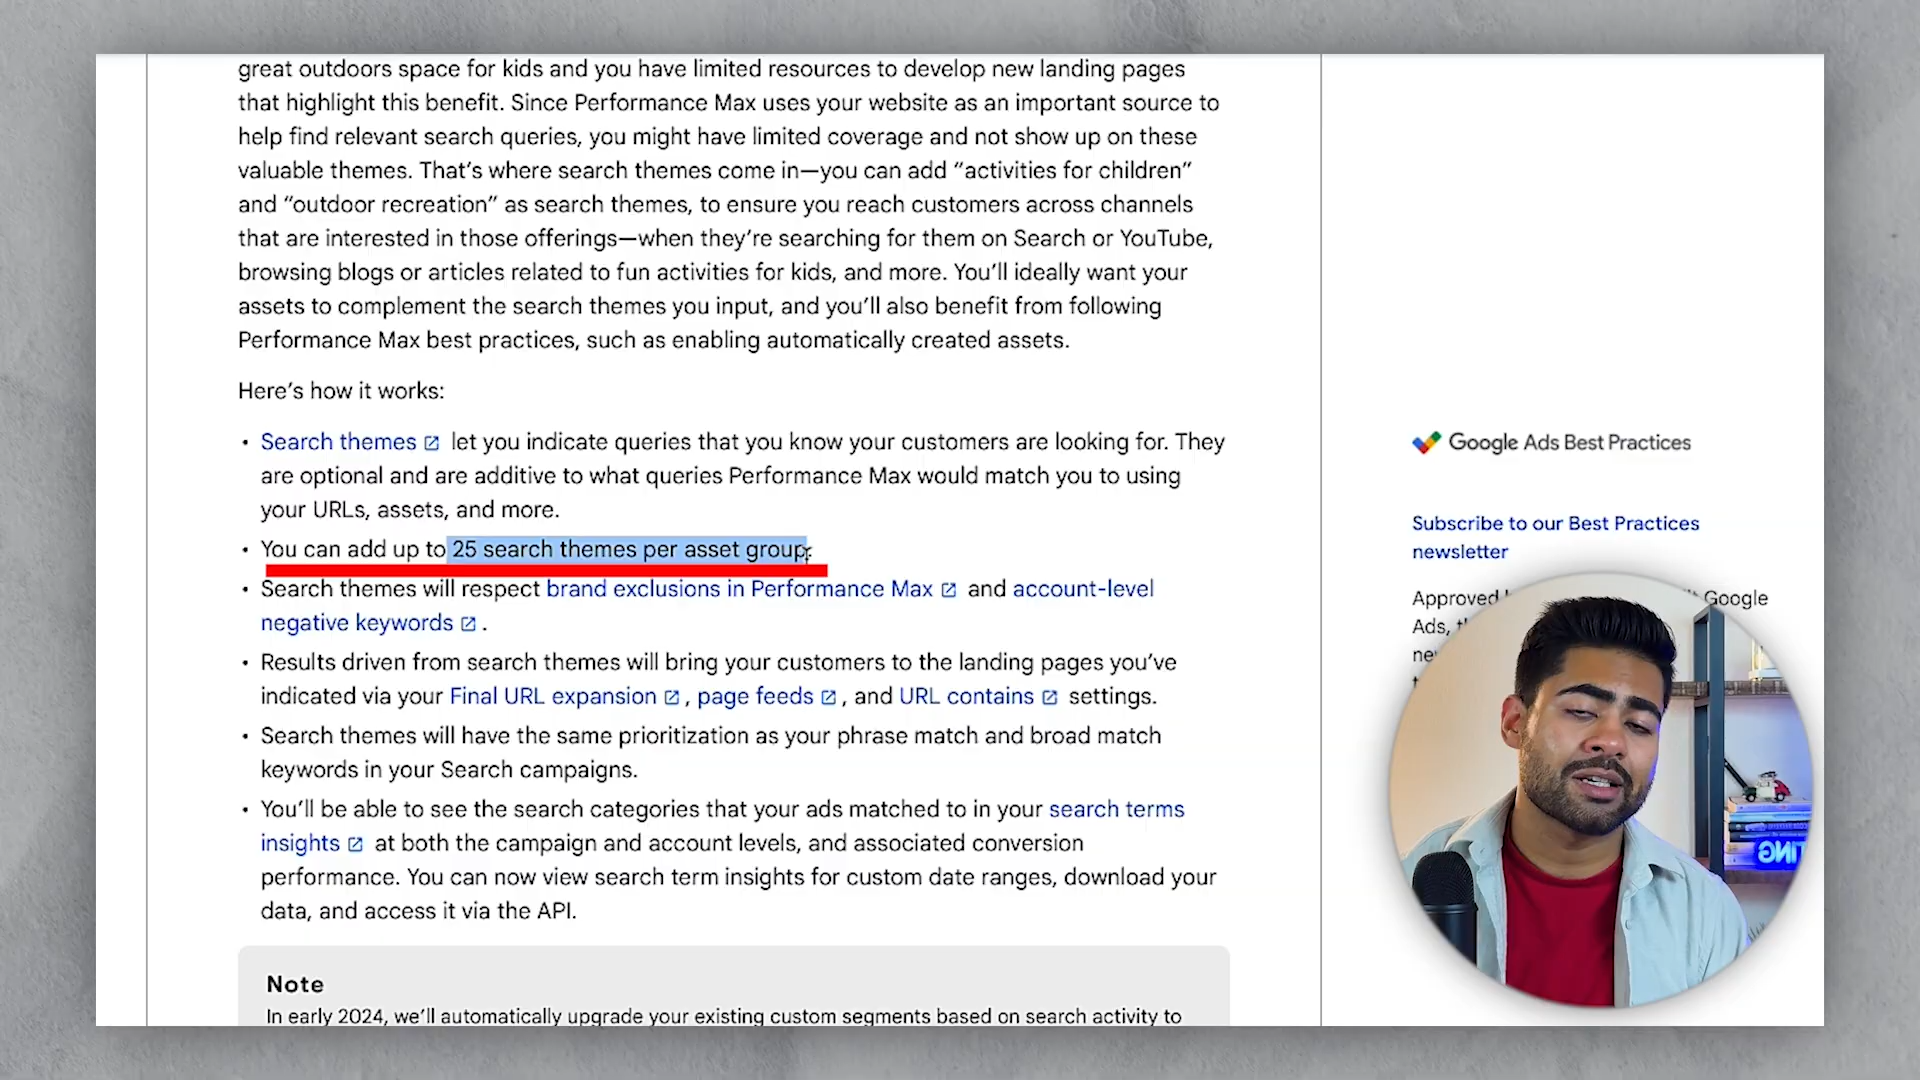 great outdoors space for kids and you have limited resources to develop new landing pages
that highlight this benefit. Since Performance Max uses your website as an important source to
help find relevant search queries, you might have limited coverage and not show up on these
valuable themes. That’s where search themes come in—you can add “activities for children”
and “outdoor recreation” as search themes, to ensure you reach customers across channels
that are interested in those offerings—when they’re searching for them on Search or YouTube,
browsing blogs or articles related to fun activities for kids, and more. You’ll ideally want your
assets to complement the search themes you input, and you’ll also benefit from following
Performance Max best practices, such as enabling automatically created assets.
Here’s how it works:
• Search themes let you indicate queries that you know your customers are looking for. They
are optional and are additive to what queries Performance Max would match you to using
your URLs, assets, and more.
• You can add up to 25 search themes per asset group.
• Search themes will respect brand exclusions in Performance Max and account-level
negative keywords .
• Results driven from search themes will bring your customers to the landing pages you’ve
indicated via your Final URL expansion , page feeds , and URL contains settings.
• Search themes will have the same prioritization as your phrase match and broad match
keywords in your Search campaigns.
• You’ll be able to see the search categories that your ads matched to in your search terms
insights at both the campaign and account levels, and associated conversion
performance. You can now view search term insights for custom date ranges, download your
data, and access it via the API.
Note
In early 2024, we’ll automatically upgrade your existing custom segments based on search activity to
Google Ads Best Practices
Subscribe to our Best Practices
newsletter
Approved Google
Ads,